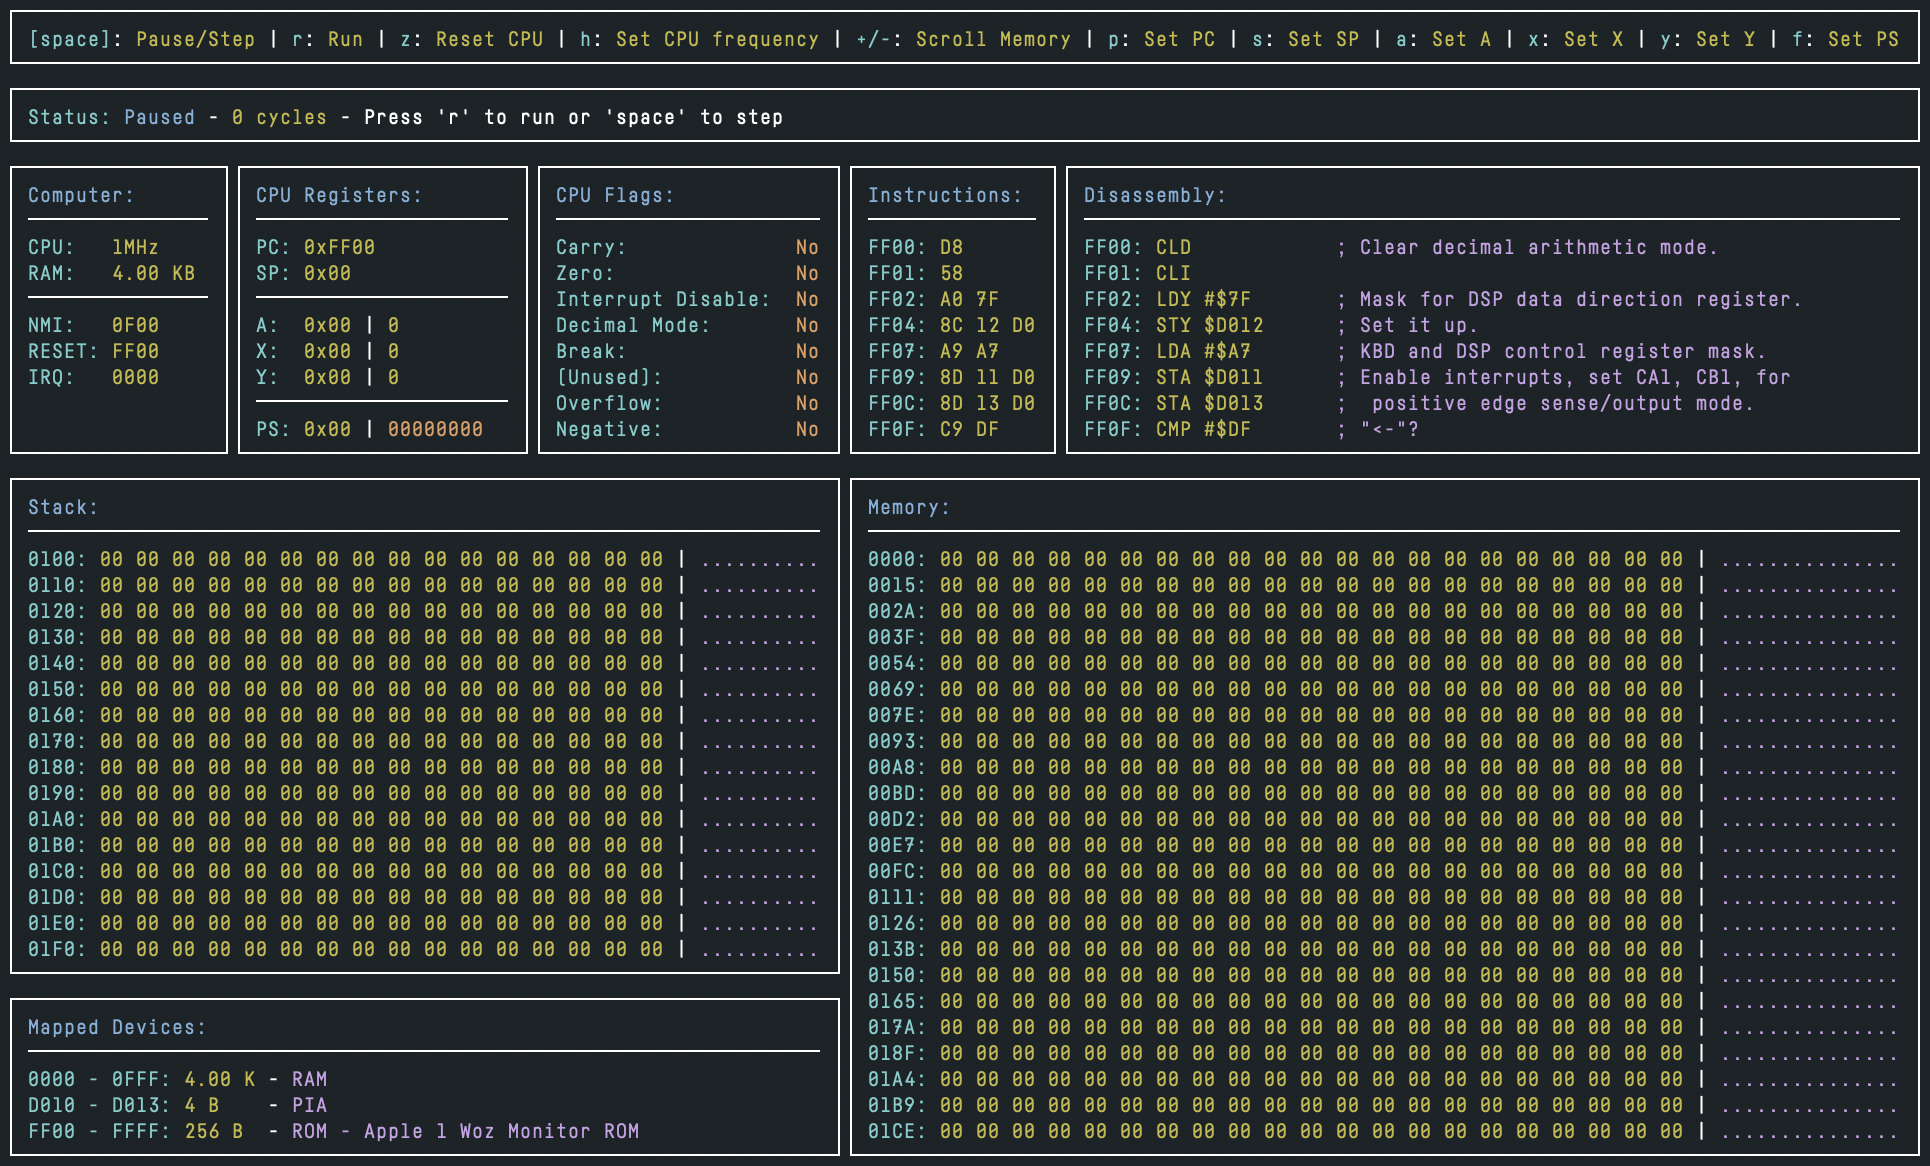 [space]: Pause/Step | r: Run | z: Reset CPU | h: Set CPU frequency | +/-: Scroll Memory | p: Set PC | s: Set SP | a: Set A | x: Set X | y: Set Y | f: Set PS
Status: Paused - 0 cycles - Press 'r' to run or 'space' to step
Computer:
CPU: 1MHz
RAM: 4.00 KB
NMI: 0F00
RESET: FF00
IRQ: 0000
CPU Registers:
PC: 0xFF00
SP: 0x00
A: 0x00 | 0
X: 0x00 | 0
Y: 0x00 | 0
PS: 0x00 | 00000000
CPU Flags:
Carry: No
Zero: No
Interrupt Disable: No
Decimal Mode: No
Break: No
[Unused]: No
Overflow: No
Negative: No
Instructions:
FF00: D8
FF01: 58
FF02: A0 7F
FF04: 8C 12 D0
FF07: A9 A7
FF09: 8D 11 D0
FF0C: 8D 13 D0
FF0F: C9 DF
Disassembly:
FF00: CLD ; Clear decimal arithmetic mode.
FF01: CLI
FF02: LDY #$7F ; Mask for DSP data direction register.
FF04: STY $D012 ; Set it up.
FF07: LDA #$A7 ; KBD and DSP control register mask.
FF09: STA $D011 ; Enable interrupts, set CA1, CB1, for
FF0C: STA $D013 ; positive edge sense/output mode.
FF0F: CMP #$DF ; "<-"?
Stack:
0100: 00 00 00 00 00 00 00 00 00 00 00 00 00 00 00 00 | ..........
0110: 00 00 00 00 00 00 00 00 00 00 00 00 00 00 00 00 | ..........
0120: 00 00 00 00 00 00 00 00 00 00 00 00 00 00 00 00 | ..........
0130: 00 00 00 00 00 00 00 00 00 00 00 00 00 00 00 00 | ..........
0140: 00 00 00 00 00 00 00 00 00 00 00 00 00 00 00 00 | ..........
0150: 00 00 00 00 00 00 00 00 00 00 00 00 00 00 00 00 | ..........
0160: 00 00 00 00 00 00 00 00 00 00 00 00 00 00 00 00 | ..........
0170: 00 00 00 00 00 00 00 00 00 00 00 00 00 00 00 00 | ..........
0180: 00 00 00 00 00 00 00 00 00 00 00 00 00 00 00 00 | ..........
0190: 00 00 00 00 00 00 00 00 00 00 00 00 00 00 00 00 | ..........
01A0: 00 00 00 00 00 00 00 00 00 00 00 00 00 00 00 00 | ..........
01B0: 00 00 00 00 00 00 00 00 00 00 00 00 00 00 00 00 | ..........
01C0: 00 00 00 00 00 00 00 00 00 00 00 00 00 00 00 00 | ..........
01D0: 00 00 00 00 00 00 00 00 00 00 00 00 00 00 00 00 | ..........
01E0: 00 00 00 00 00 00 00 00 00 00 00 00 00 00 00 00 | ..........
01F0: 00 00 00 00 00 00 00 00 00 00 00 00 00 00 00 00 | ..........
Mapped Devices:
0000 - 0FFF: 4.00 K - RAM
D010 - D013: 4 B - PIA
FF00 - FFFF: 256 B - ROM - Apple 1 Woz Monitor ROM
Memory:
0000: 00 00 00 00 00 00 00 00 00 00 00 00 00 00 00 00 00 00 00 00 00 | ...............
0015: 00 00 00 00 00 00 00 00 00 00 00 00 00 00 00 00 00 00 00 00 00 | ...............
002A: 00 00 00 00 00 00 00 00 00 00 00 00 00 00 00 00 00 00 00 00 00 | ...............
003F: 00 00 00 00 00 00 00 00 00 00 00 00 00 00 00 00 00 00 00 00 00 | ...............
0054: 00 00 00 00 00 00 00 00 00 00 00 00 00 00 00 00 00 00 00 00 00 | ...............
0069: 00 00 00 00 00 00 00 00 00 00 00 00 00 00 00 00 00 00 00 00 00 | ...............
007E: 00 00 00 00 00 00 00 00 00 00 00 00 00 00 00 00 00 00 00 00 00 | ...............
0093: 00 00 00 00 00 00 00 00 00 00 00 00 00 00 00 00 00 00 00 00 00 | ...............
00A8: 00 00 00 00 00 00 00 00 00 00 00 00 00 00 00 00 00 00 00 00 00 | ...............
00BD: 00 00 00 00 00 00 00 00 00 00 00 00 00 00 00 00 00 00 00 00 00 | ...............
00D2: 00 00 00 00 00 00 00 00 00 00 00 00 00 00 00 00 00 00 00 00 00 | ...............
00E7: 00 00 00 00 00 00 00 00 00 00 00 00 00 00 00 00 00 00 00 00 00 | ...............
00FC: 00 00 00 00 00 00 00 00 00 00 00 00 00 00 00 00 00 00 00 00 00 | ...............
0111: 00 00 00 00 00 00 00 00 00 00 00 00 00 00 00 00 00 00 00 00 00 | ...............
0126: 00 00 00 00 00 00 00 00 00 00 00 00 00 00 00 00 00 00 00 00 00 | ...............
013B: 00 00 00 00 00 00 00 00 00 00 00 00 00 00 00 00 00 00 00 00 00 | ...............
0150: 00 00 00 00 00 00 00 00 00 00 00 00 00 00 00 00 00 00 00 00 00 | ...............
0165: 00 00 00 00 00 00 00 00 00 00 00 00 00 00 00 00 00 00 00 00 00 | ...............
017A: 00 00 00 00 00 00 00 00 00 00 00 00 00 00 00 00 00 00 00 00 00 | ...............
018F: 00 00 00 00 00 00 00 00 00 00 00 00 00 00 00 00 00 00 00 00 00 | ...............
01A4: 00 00 00 00 00 00 00 00 00 00 00 00 00 00 00 00 00 00 00 00 00 | ...............
01B9: 00 00 00 00 00 00 00 00 00 00 00 00 00 00 00 00 00 00 00 00 00 | ...............
01CE: 00 00 00 00 00 00 00 00 00 00 00 00 00 00 00 00 00 00 00 00 00 | ...............